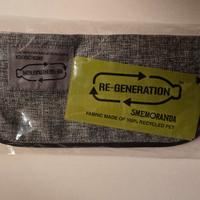 RE-GENERATION
SMEMORANDA
FABRIC MADE OF 100% RECYCLED PET